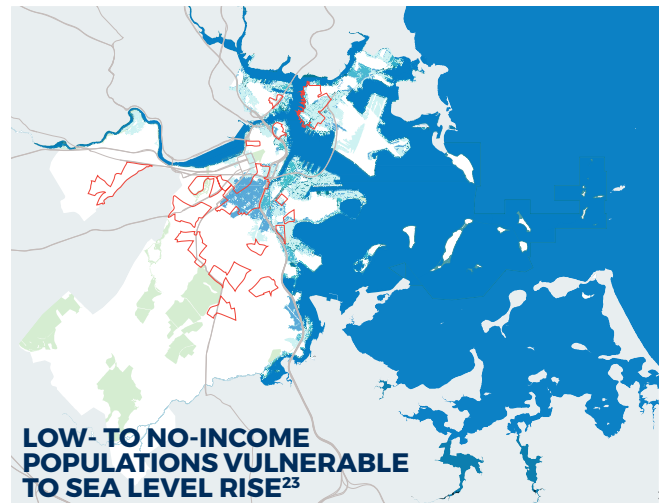 LOW- TO NO-INCOME
POPULATIONS VULNERABLE
TO SEA LEVEL RISE²³